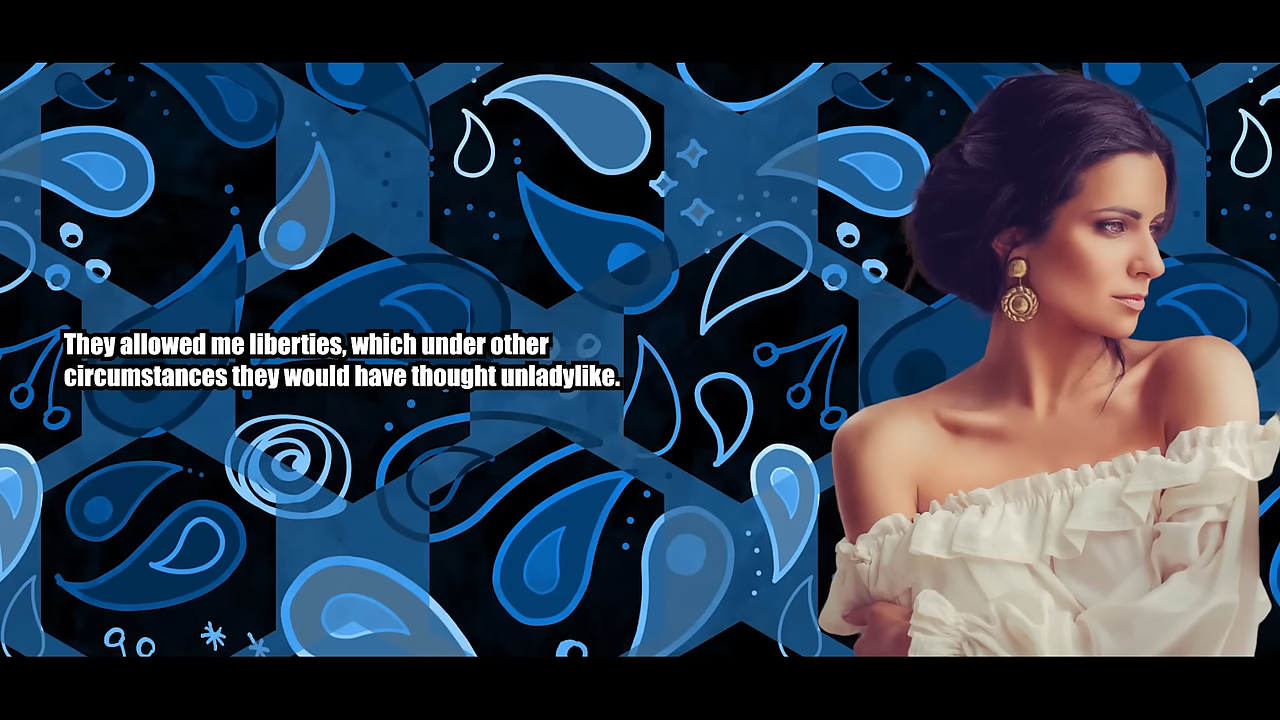 They allowed me liberties, which under other
circumstances they would have thought unladylike.